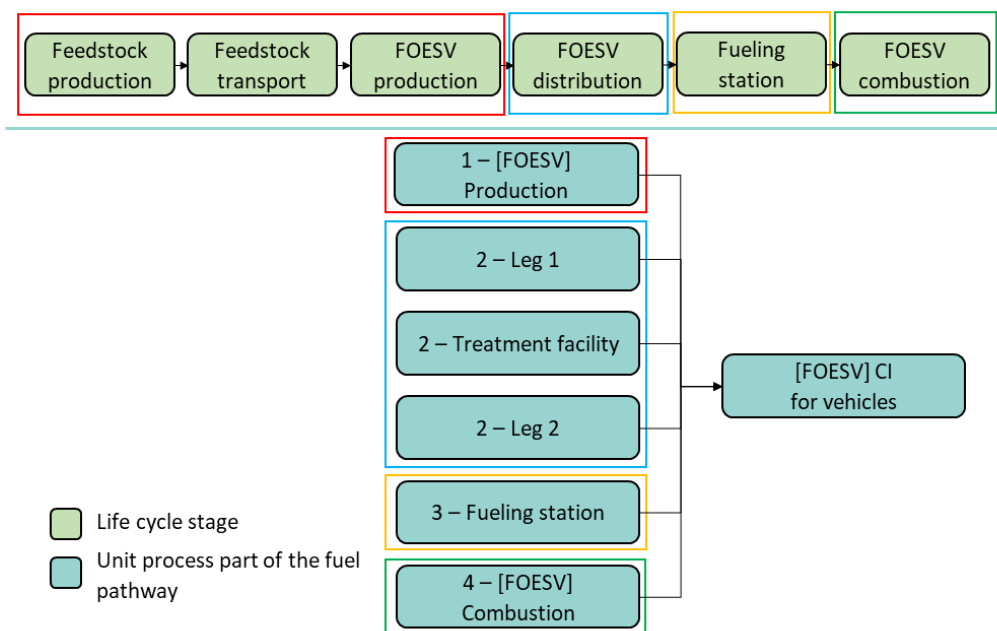 Feedstock
production
Feedstock
transport
FOESV
production
FOESV
distribution
Fueling
station
FOESV
combustion
1 – [FOESV]
Production
2 – Leg 1
2 – Treatment facility
2 – Leg 2
3 – Fueling station
4 – [FOESV]
Combustion
[FOESV] CI
for vehicles
Life cycle stage
Unit process part of the fuel
pathway